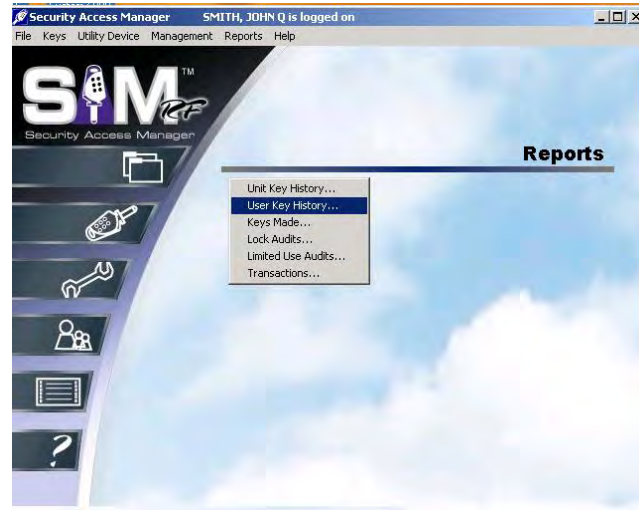 Security Access Manager SMITH, JOHN Q is logged on
File Keys Utility Device Management Reports Help
SAM TM
RF
Security Access Manager
Reports
Unit Key History...
User Key History...
Keys Made...
Lock Audits...
Limited Use Audits...
Transactions...
?